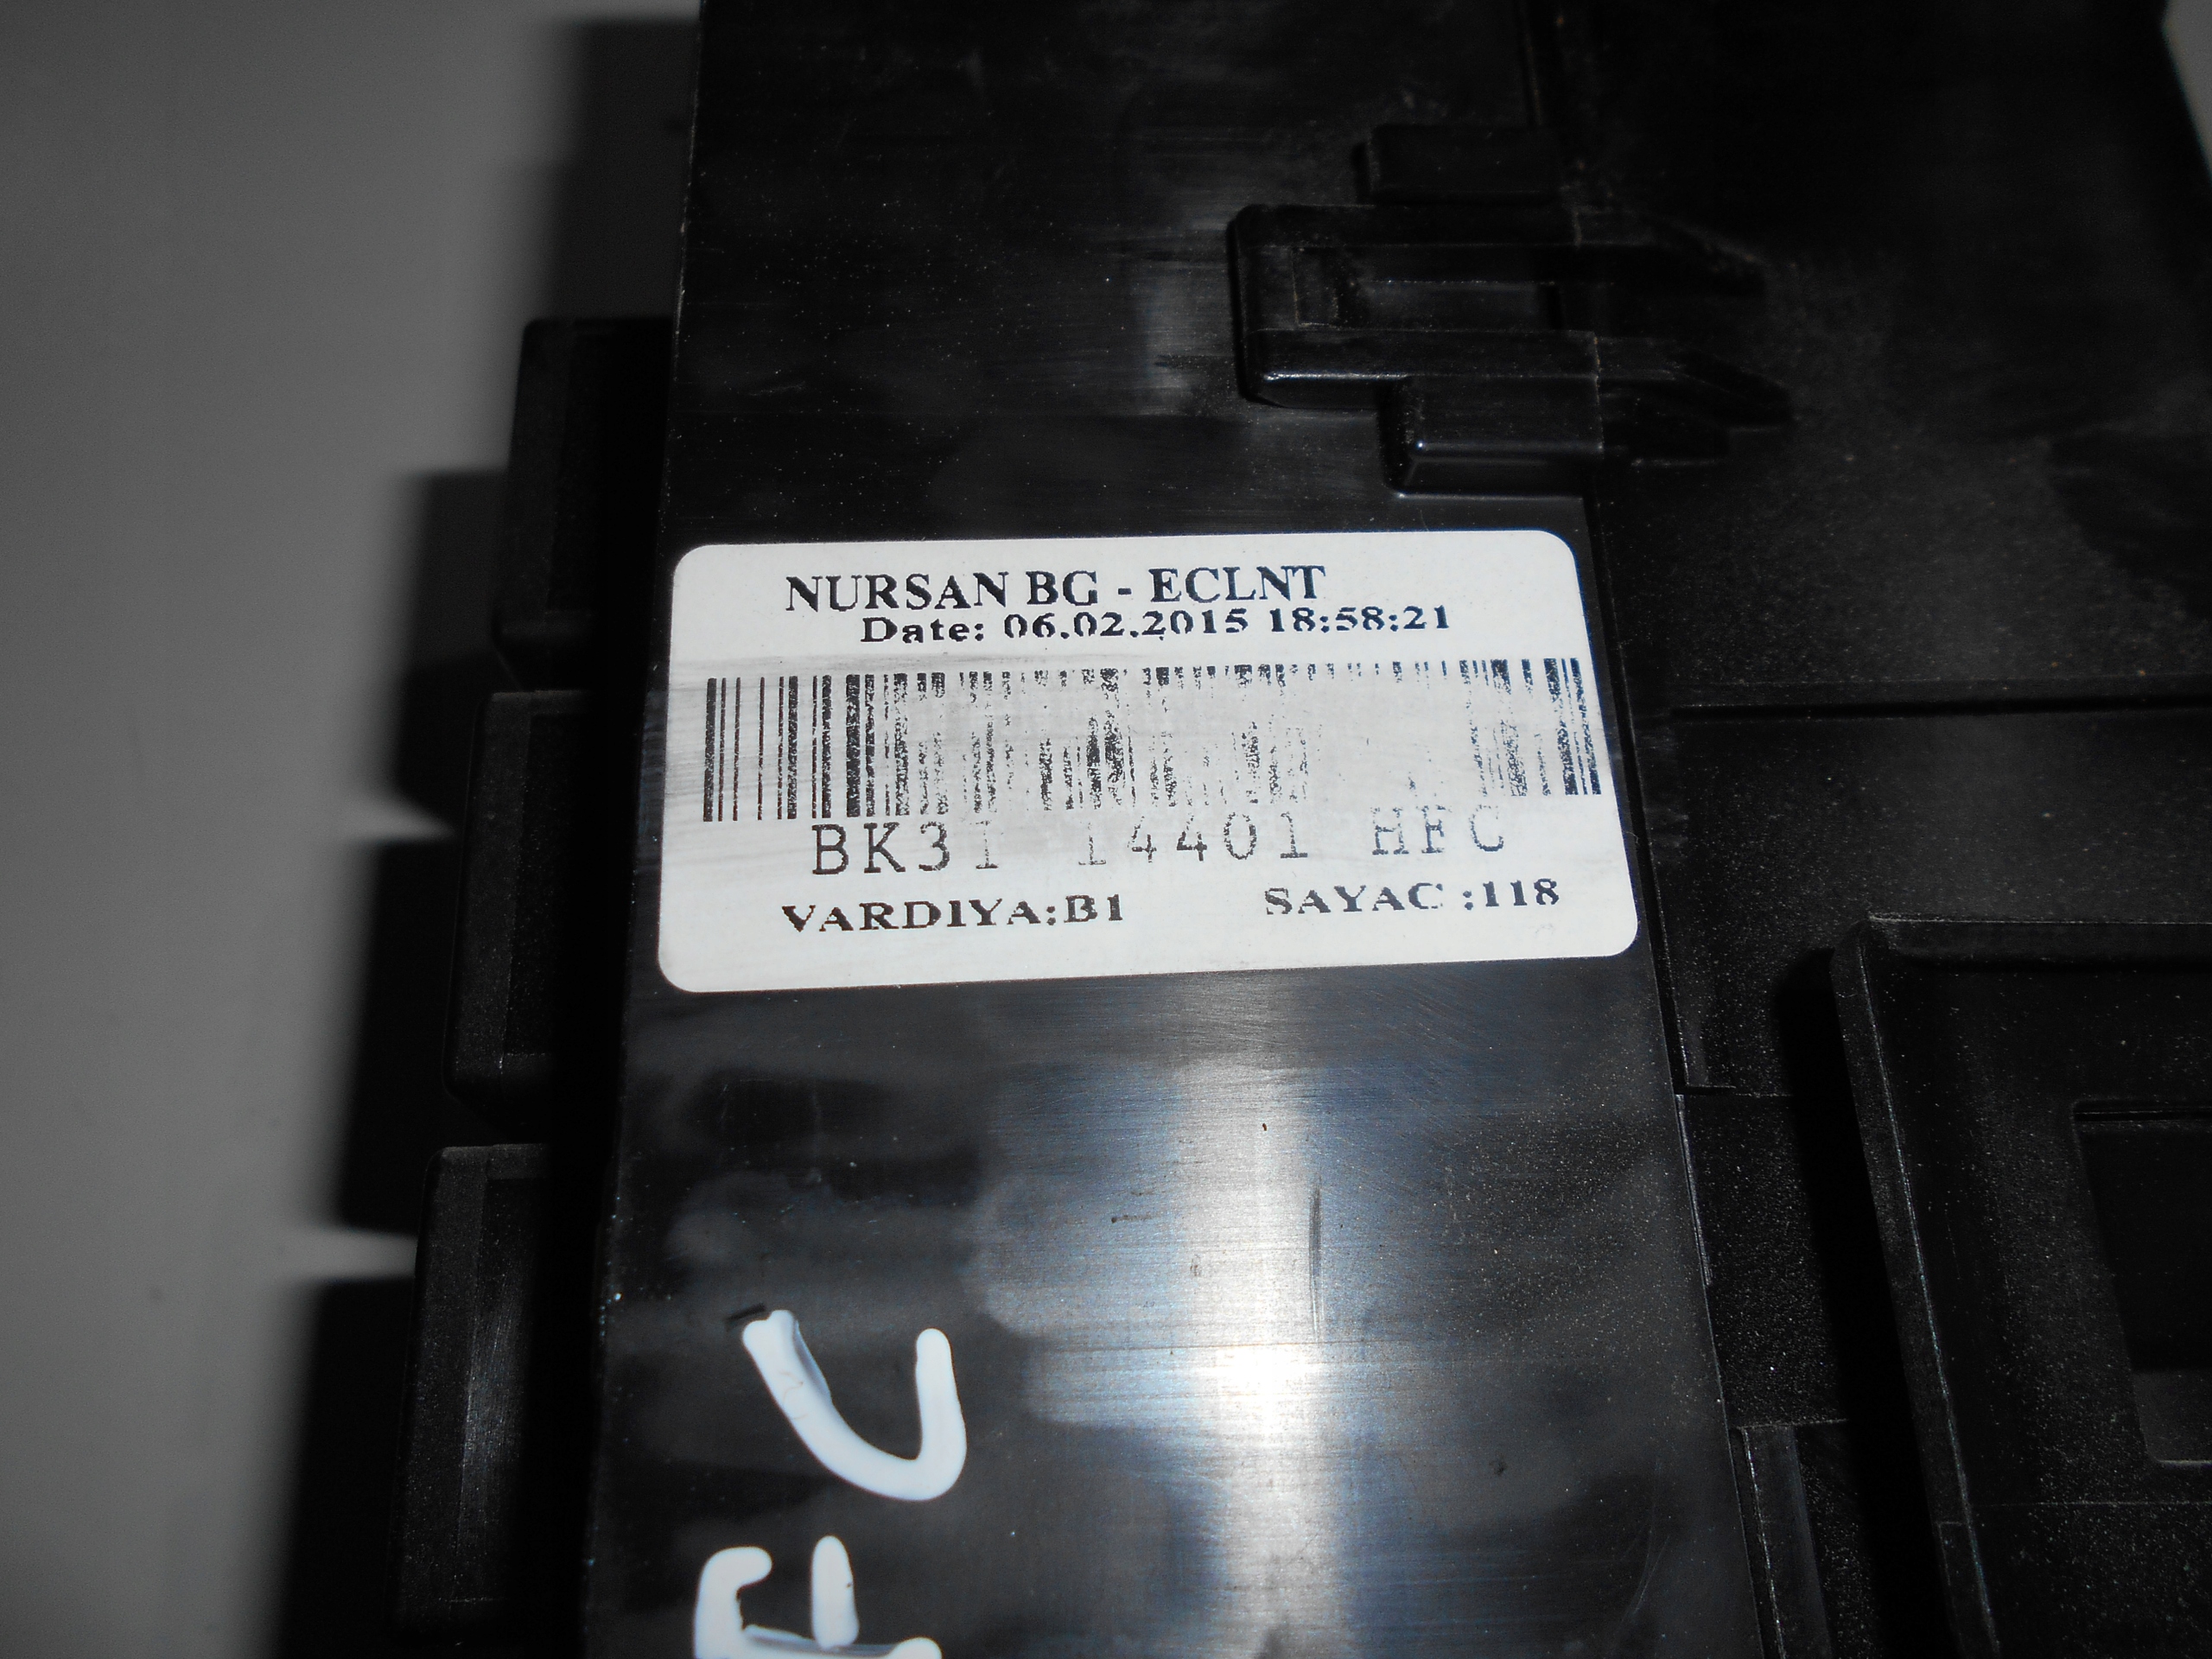 NURSAN BG - ECLNT
Date: 06.02.2015 18:58:21
BK3T 14401 HFC
VARDIYA:B1 SAYAC :118